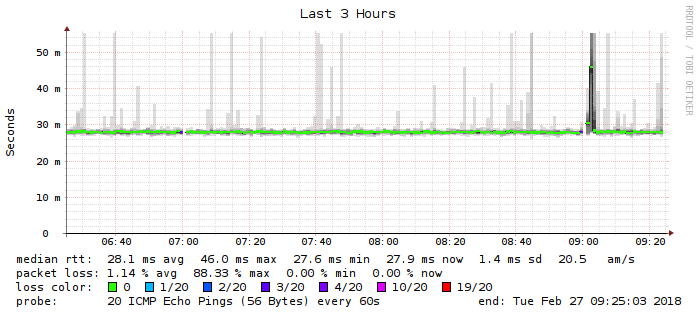 Last 3 Hours
RRDTOOL / TOBI OETIKER
Seconds
50 m
40 m
30 m
20 m
10 m
0
06:40 07:00 07:20 07:40 08:00 08:20 08:40 09:00 09:20
median rtt: 28.1 ms avg 46.0 ms max 27.6 ms min 27.9 ms now 1.4 ms sd 20.5 am/s
packet loss: 1.14 % avg 88.33 % max 0.00 % min 0.00 % now
loss color: 0 1/20 2/20 3/20 4/20 10/20 19/20
probe: 20 ICMP Echo Pings (56 Bytes) every 60s end: Tue Feb 27 09:25:03 2018